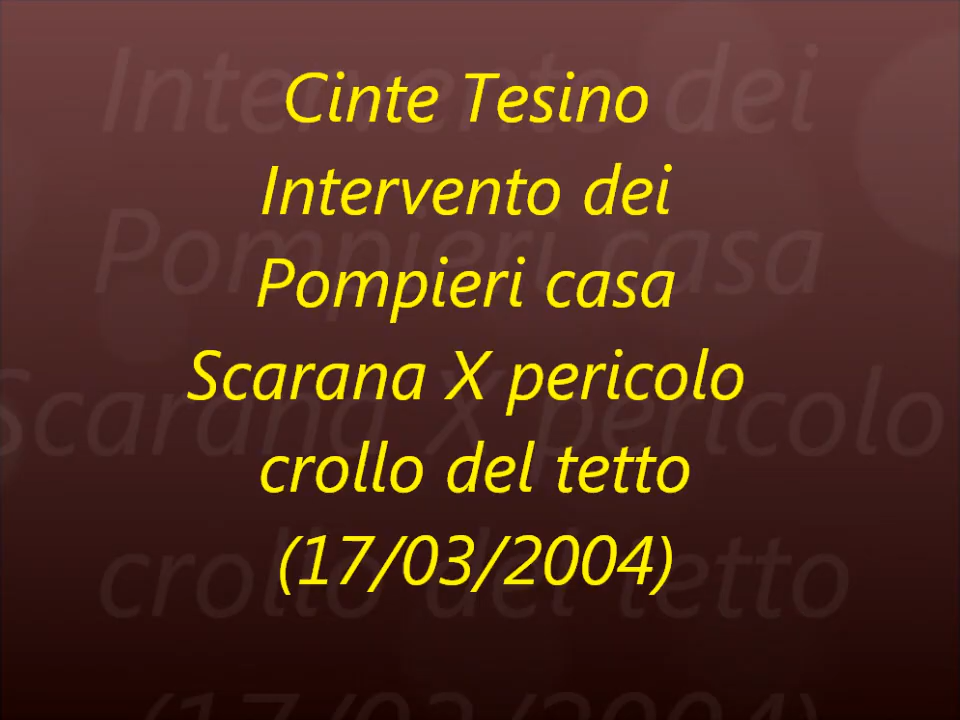 Cinte Tesino
Intervento dei
Pompieri casa
Scarana X pericolo
crollo del tetto
(17/03/2004)